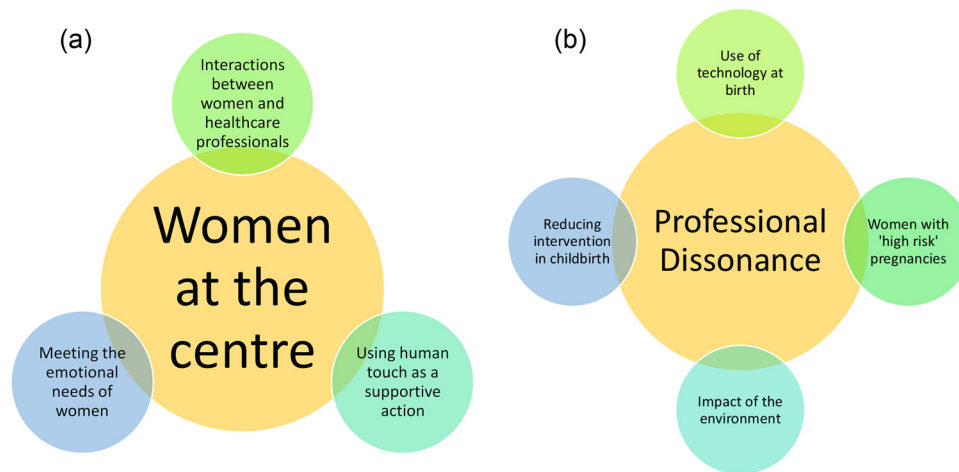 (a)
Interactions
between
women and
healthcare
professionals
Women
at the
centre
Meeting the
emotional
needs of
women
Using human
touch as a
supportive
action
(b)
Use of
technology at
birth
Reducing
intervention
in childbirth
Professional
Dissonance
Women with
'high risk'
pregnancies
Impact of the
environment